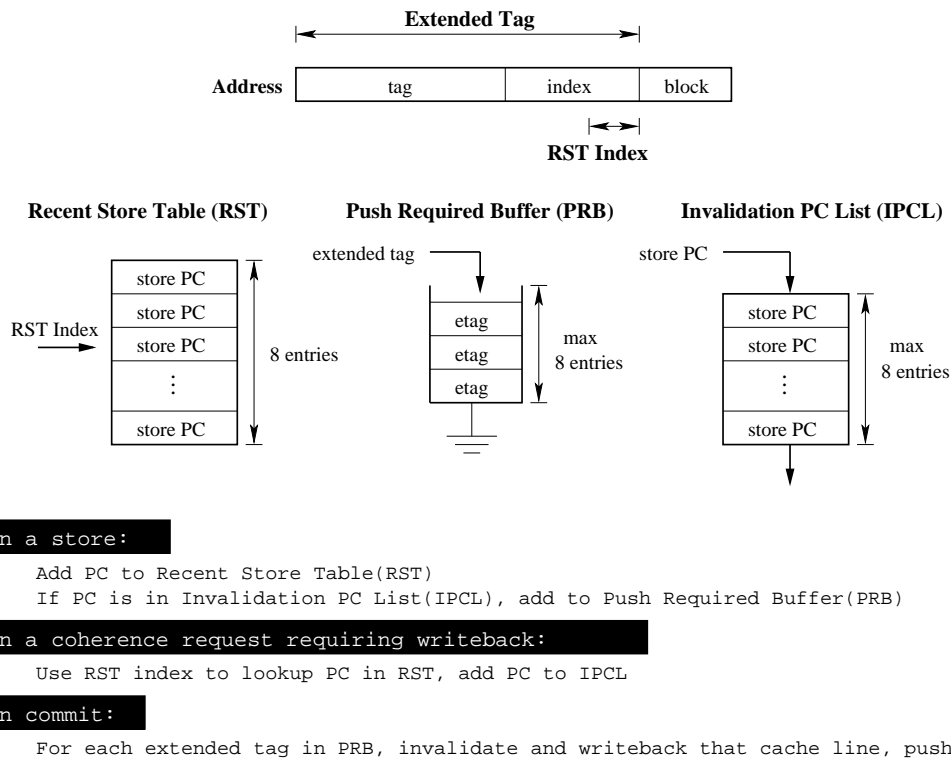 Extended Tag
Address
tag
index
block
RST Index
Recent Store Table (RST)
Push Required Buffer (PRB)
Invalidation PC List (IPCL)
extended tag
store PC
RST Index
store PC
store PC
store PC
⋮
store PC
8 entries
etag
etag
etag
max
8 entries
store PC
store PC
⋮
store PC
max
8 entries
n a store:
Add PC to Recent Store Table(RST)
If PC is in Invalidation PC List(IPCL), add to Push Required Buffer(PRB)
n a coherence request requiring writeback:
Use RST index to lookup PC in RST, add PC to IPCL
n commit:
For each extended tag in PRB, invalidate and writeback that cache line, push